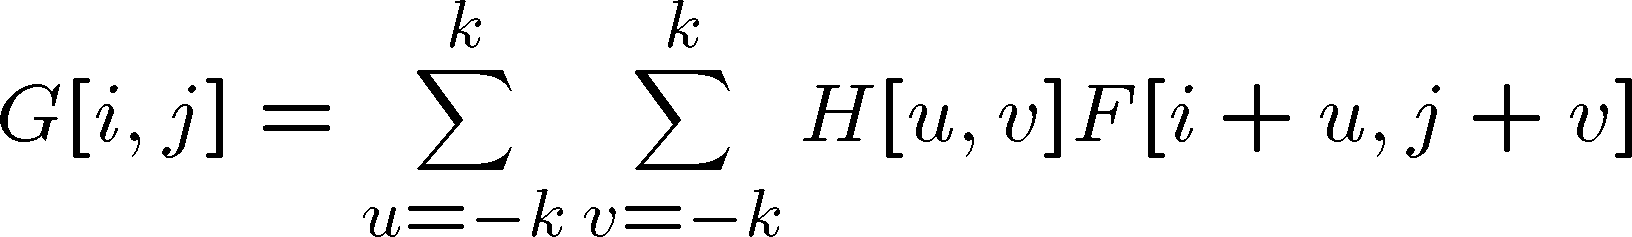 G[i, j] = \sum_{u=-k}^{k} \sum_{v=-k}^{k} H[u, v]F[i + u, j + v]